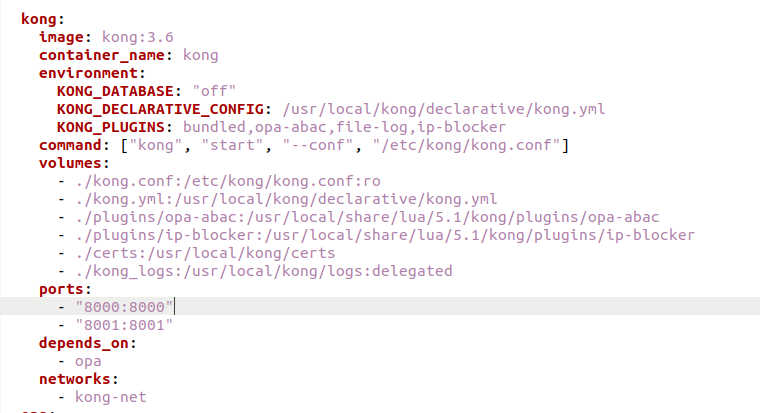 kong:
  image: kong:3.6
  container_name: kong
  environment:
    KONG_DATABASE: "off"
    KONG_DECLARATIVE_CONFIG: /usr/local/kong/declarative/kong.yml
    KONG_PLUGINS: bundled,opa-abac,file-log,ip-blocker
  command: ["kong", "start", "--conf", "/etc/kong/kong.conf"]
  volumes:
    - ./kong.conf:/etc/kong/kong.conf:ro
    - ./kong.yml:/usr/local/kong/declarative/kong.yml
    - ./plugins/opa-abac:/usr/local/share/lua/5.1/kong/plugins/opa-abac
    - ./plugins/ip-blocker:/usr/local/share/lua/5.1/kong/plugins/ip-blocker
    - ./certs:/usr/local/kong/certs
    - ./kong_logs:/usr/local/kong/logs:delegated
  ports:
    - "8000:8000"
    - "8001:8001"
  depends_on:
    - opa
  networks:
    - kong-net